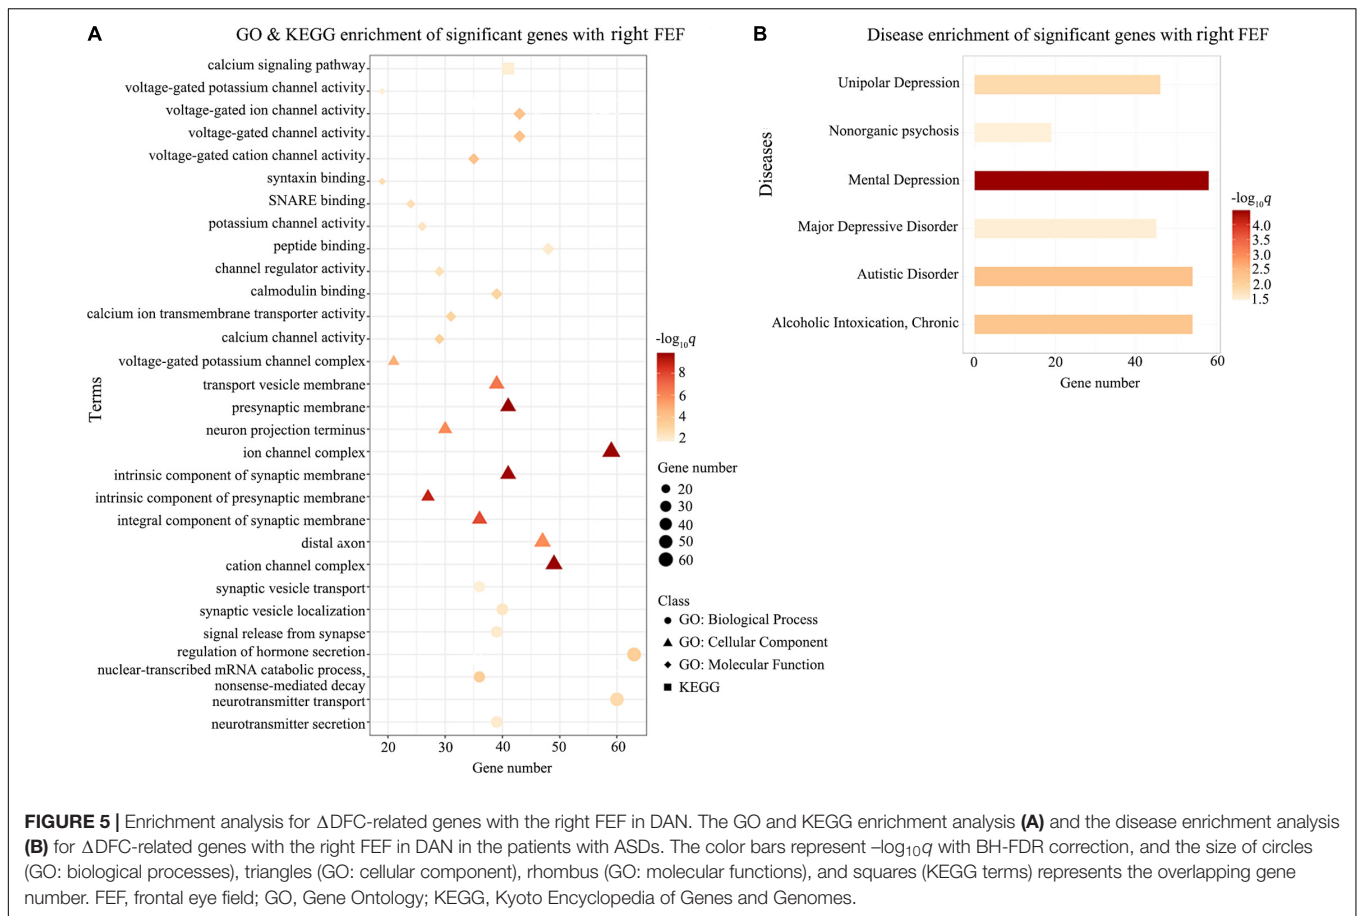 A
GO & KEGG enrichment of significant genes with right FEF
Terms
calcium signaling pathway
voltage-gated potassium channel activity
voltage-gated ion channel activity
voltage-gated channel activity
voltage-gated cation channel activity
syntaxin binding
SNARE binding
potassium channel activity
peptide binding
channel regulator activity
calmodulin binding
calcium ion transmembrane transporter activity
calcium channel activity
voltage-gated potassium channel complex
transport vesicle membrane
presynaptic membrane
neuron projection terminus
ion channel complex
intrinsic component of synaptic membrane
intrinsic component of presynaptic membrane
integral component of synaptic membrane
distal axon
cation channel complex
synaptic vesicle transport
synaptic vesicle localization
signal release from synapse
regulation of hormone secretion
nuclear-transcribed mRNA catabolic process,
nonsense-mediated decay
neurotransmitter transport
neurotransmitter secretion
20 30 40 50 60
Gene number
-log10q
8
6
4
2
Gene number
20
30
40
50
60
Class
GO: Biological Process
GO: Cellular Component
GO: Molecular Function
KEGG
B
Disease enrichment of significant genes with right FEF
Diseases
Unipolar Depression
Nonorganic psychosis
Mental Depression
Major Depressive Disorder
Autistic Disorder
Alcoholic Intoxication, Chronic
0 20 40 60
Gene number
-log10q
4.0
3.5
2.5
2.0
1.5
FIGURE 5 | Enrichment analysis for ΔDFC-related genes with the right FEF in DAN. The GO and KEGG enrichment analysis (A) and the disease enrichment analysis
(B) for ΔDFC-related genes with the right FEF in DAN in the patients with ASDs. The color bars represent –log10q with BH-FDR correction, and the size of circles
(GO: biological processes), triangles (GO: cellular component), rhombus (GO: molecular functions), and squares (KEGG terms) represents the overlapping gene
number. FEF, frontal eye field; GO, Gene Ontology; KEGG, Kyoto Encyclopedia of Genes and Genomes.